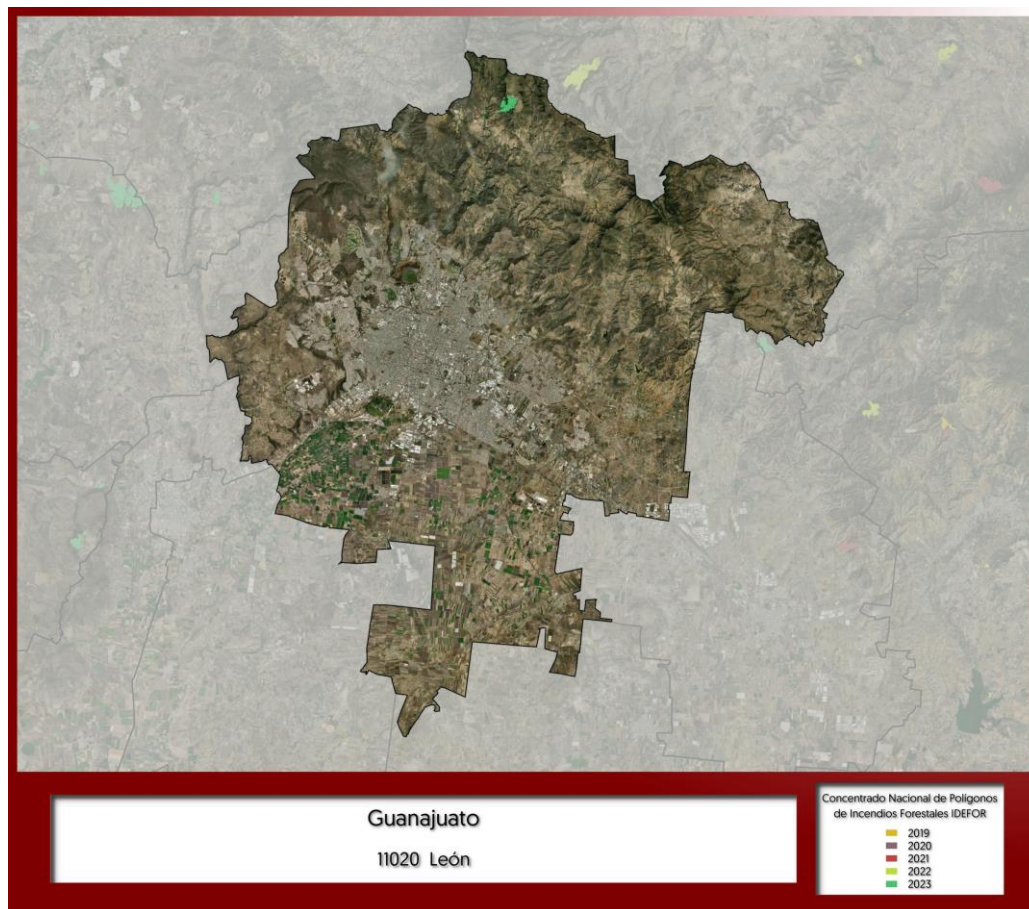 Guanajuato
11020 León
Concentrado Nacional de Polígonos
de Incendios Forestales IDEFOR
2019
2020
2021
2022
2023